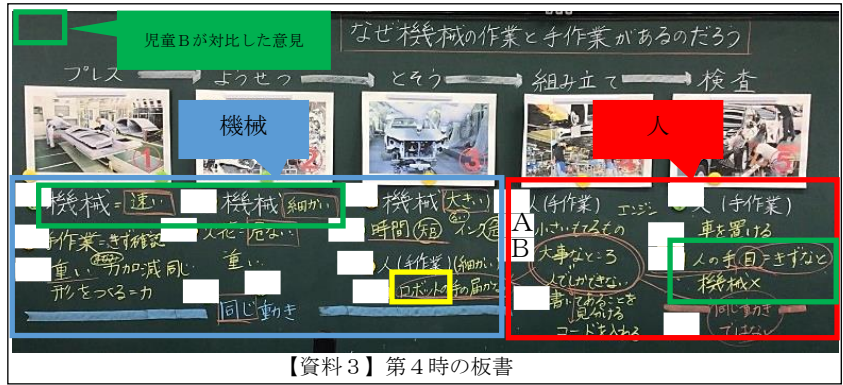 児童Bが対比した意見
なぜ機械の作業と手作業があるのだろう
プレス ようせつ とそう 組み立て 検査
機械
人
機械=速い
手作業=きず確認
重い 力加減同じ
形をつくる=力
機械 細かい
危ない
重い
同じ動き
機械 大きい
時間
人(手作業)(細かい)
ロボットの手の届か
人(手作業) エンジン
A 小さいもてるもの
B 大事なところ
人でしかできない
書いてあることを
見分ける
コードを入れる
人(手作業)
車を置ける
人の手目=きずなど
機械×
同じ動き
ではない
【資料3】第4時の板書